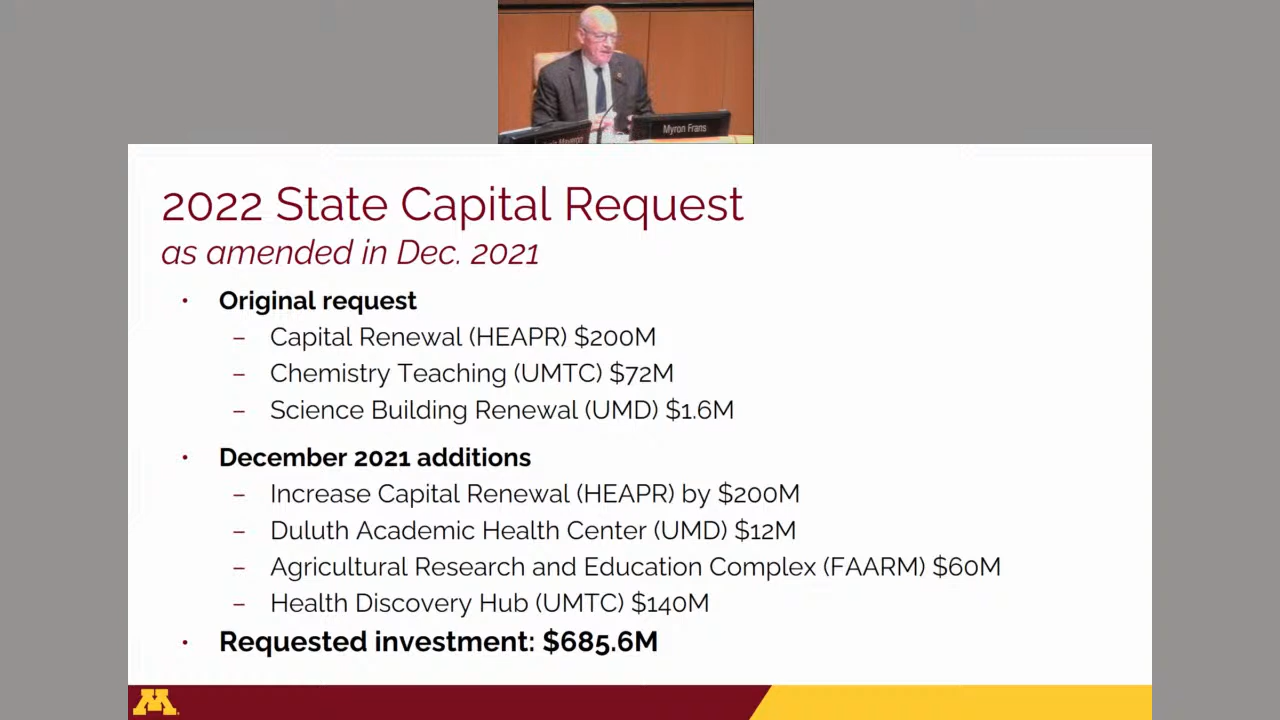 Myron Frans
2022 State Capital Request
as amended in Dec. 2021
• Original request
– Capital Renewal (HEAPR) $200M
– Chemistry Teaching (UMTC) $72M
– Science Building Renewal (UMD) $1.6M
• December 2021 additions
– Increase Capital Renewal (HEAPR) by $200M
– Duluth Academic Health Center (UMD) $12M
– Agricultural Research and Education Complex (FAARM) $60M
– Health Discovery Hub (UMTC) $140M
• Requested investment: $685.6M
M